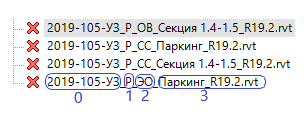 2019-105-УЗ_Р_ОВ_Секция 1.4-1.5_R19.2.rvt
2019-105-УЗ_Р_СС_Паркинг_R19.2.rvt
2019-105-УЗ_Р_СС_Секция 1.4-1.5_R19.2.rvt
2019-105-УЗ_Р_ЭО_Паркинг_R19.2.rvt
0 1 2 3